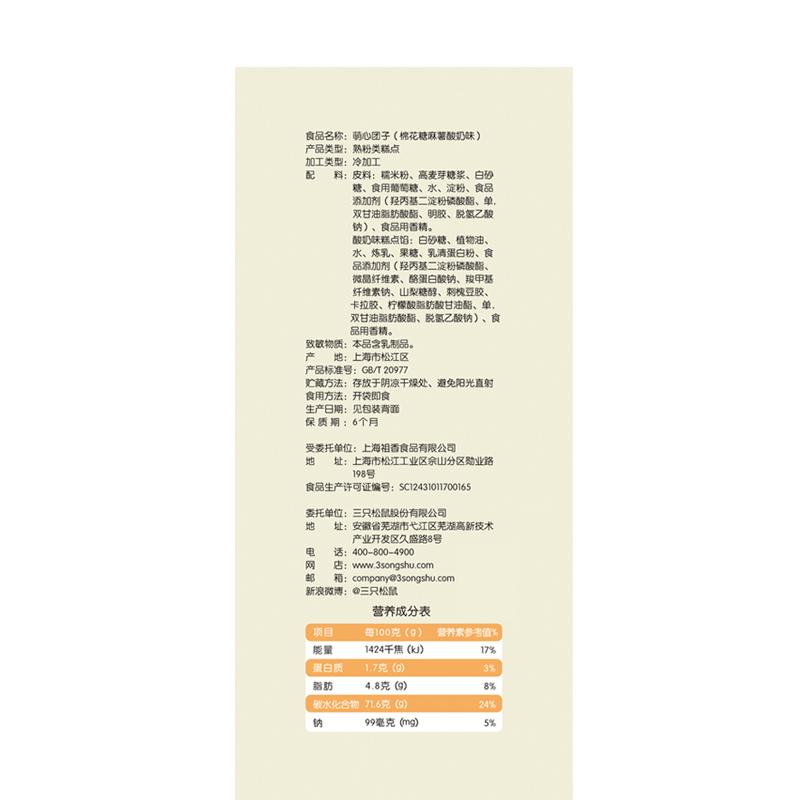 食品名称：萌心团子（棉花糖麻薯酸奶味）
产品类型：熟粉类糕点
加工类型：冷加工
配 料：皮料：糯米粉、高麦芽糖浆、白砂
糖、食用葡萄糖、水、淀粉、食品
添加剂（羟丙基二淀粉磷酸酯、单，
双甘油脂肪酸酯、明胶、脱氢乙酸
钠）、食品用香精。
酸奶味糕点馅：白砂糖、植物油、
水、炼乳、果糖、乳清蛋白粉、食
品添加剂（羟丙基二淀粉磷酸酯、
微晶纤维素、酪蛋白酸钠、羧甲基
纤维素钠、山梨糖醇、刺槐豆胶、
卡拉胶、柠檬酸脂肪酸甘油酯、单，
双甘油脂肪酸酯、脱氢乙酸钠）、食
品用香精。
致敏物质：本品含乳制品。
产 地：上海市松江区
产品标准号：GB/T 20977
贮藏方法：存放于阴凉干燥处、避免阳光直射
食用方法：开袋即食
生产日期：见包装背面
保 质 期：6个月
受委托单位：上海祖香食品有限公司
地 址：上海市松江工业区佘山分区勋业路
198号
食品生产许可证编号：SC12431011700165
委托单位：三只松鼠股份有限公司
地 址：安徽省芜湖市弋江区芜湖高新技术
产业开发区久盛路8号
电 话：400-800-4900
网 店：www.3songshu.com
邮 箱：company@3songshu.com
新浪微博：@三只松鼠
营养成分表
项目 每100克（g） 营养素参考值%
能量 1424千焦 (kJ) 17%
蛋白质 1.7克 (g) 3%
脂肪 4.8克 (g) 8%
碳水化合物 71.6克 (g) 24%
钠 99毫克 (mg) 5%